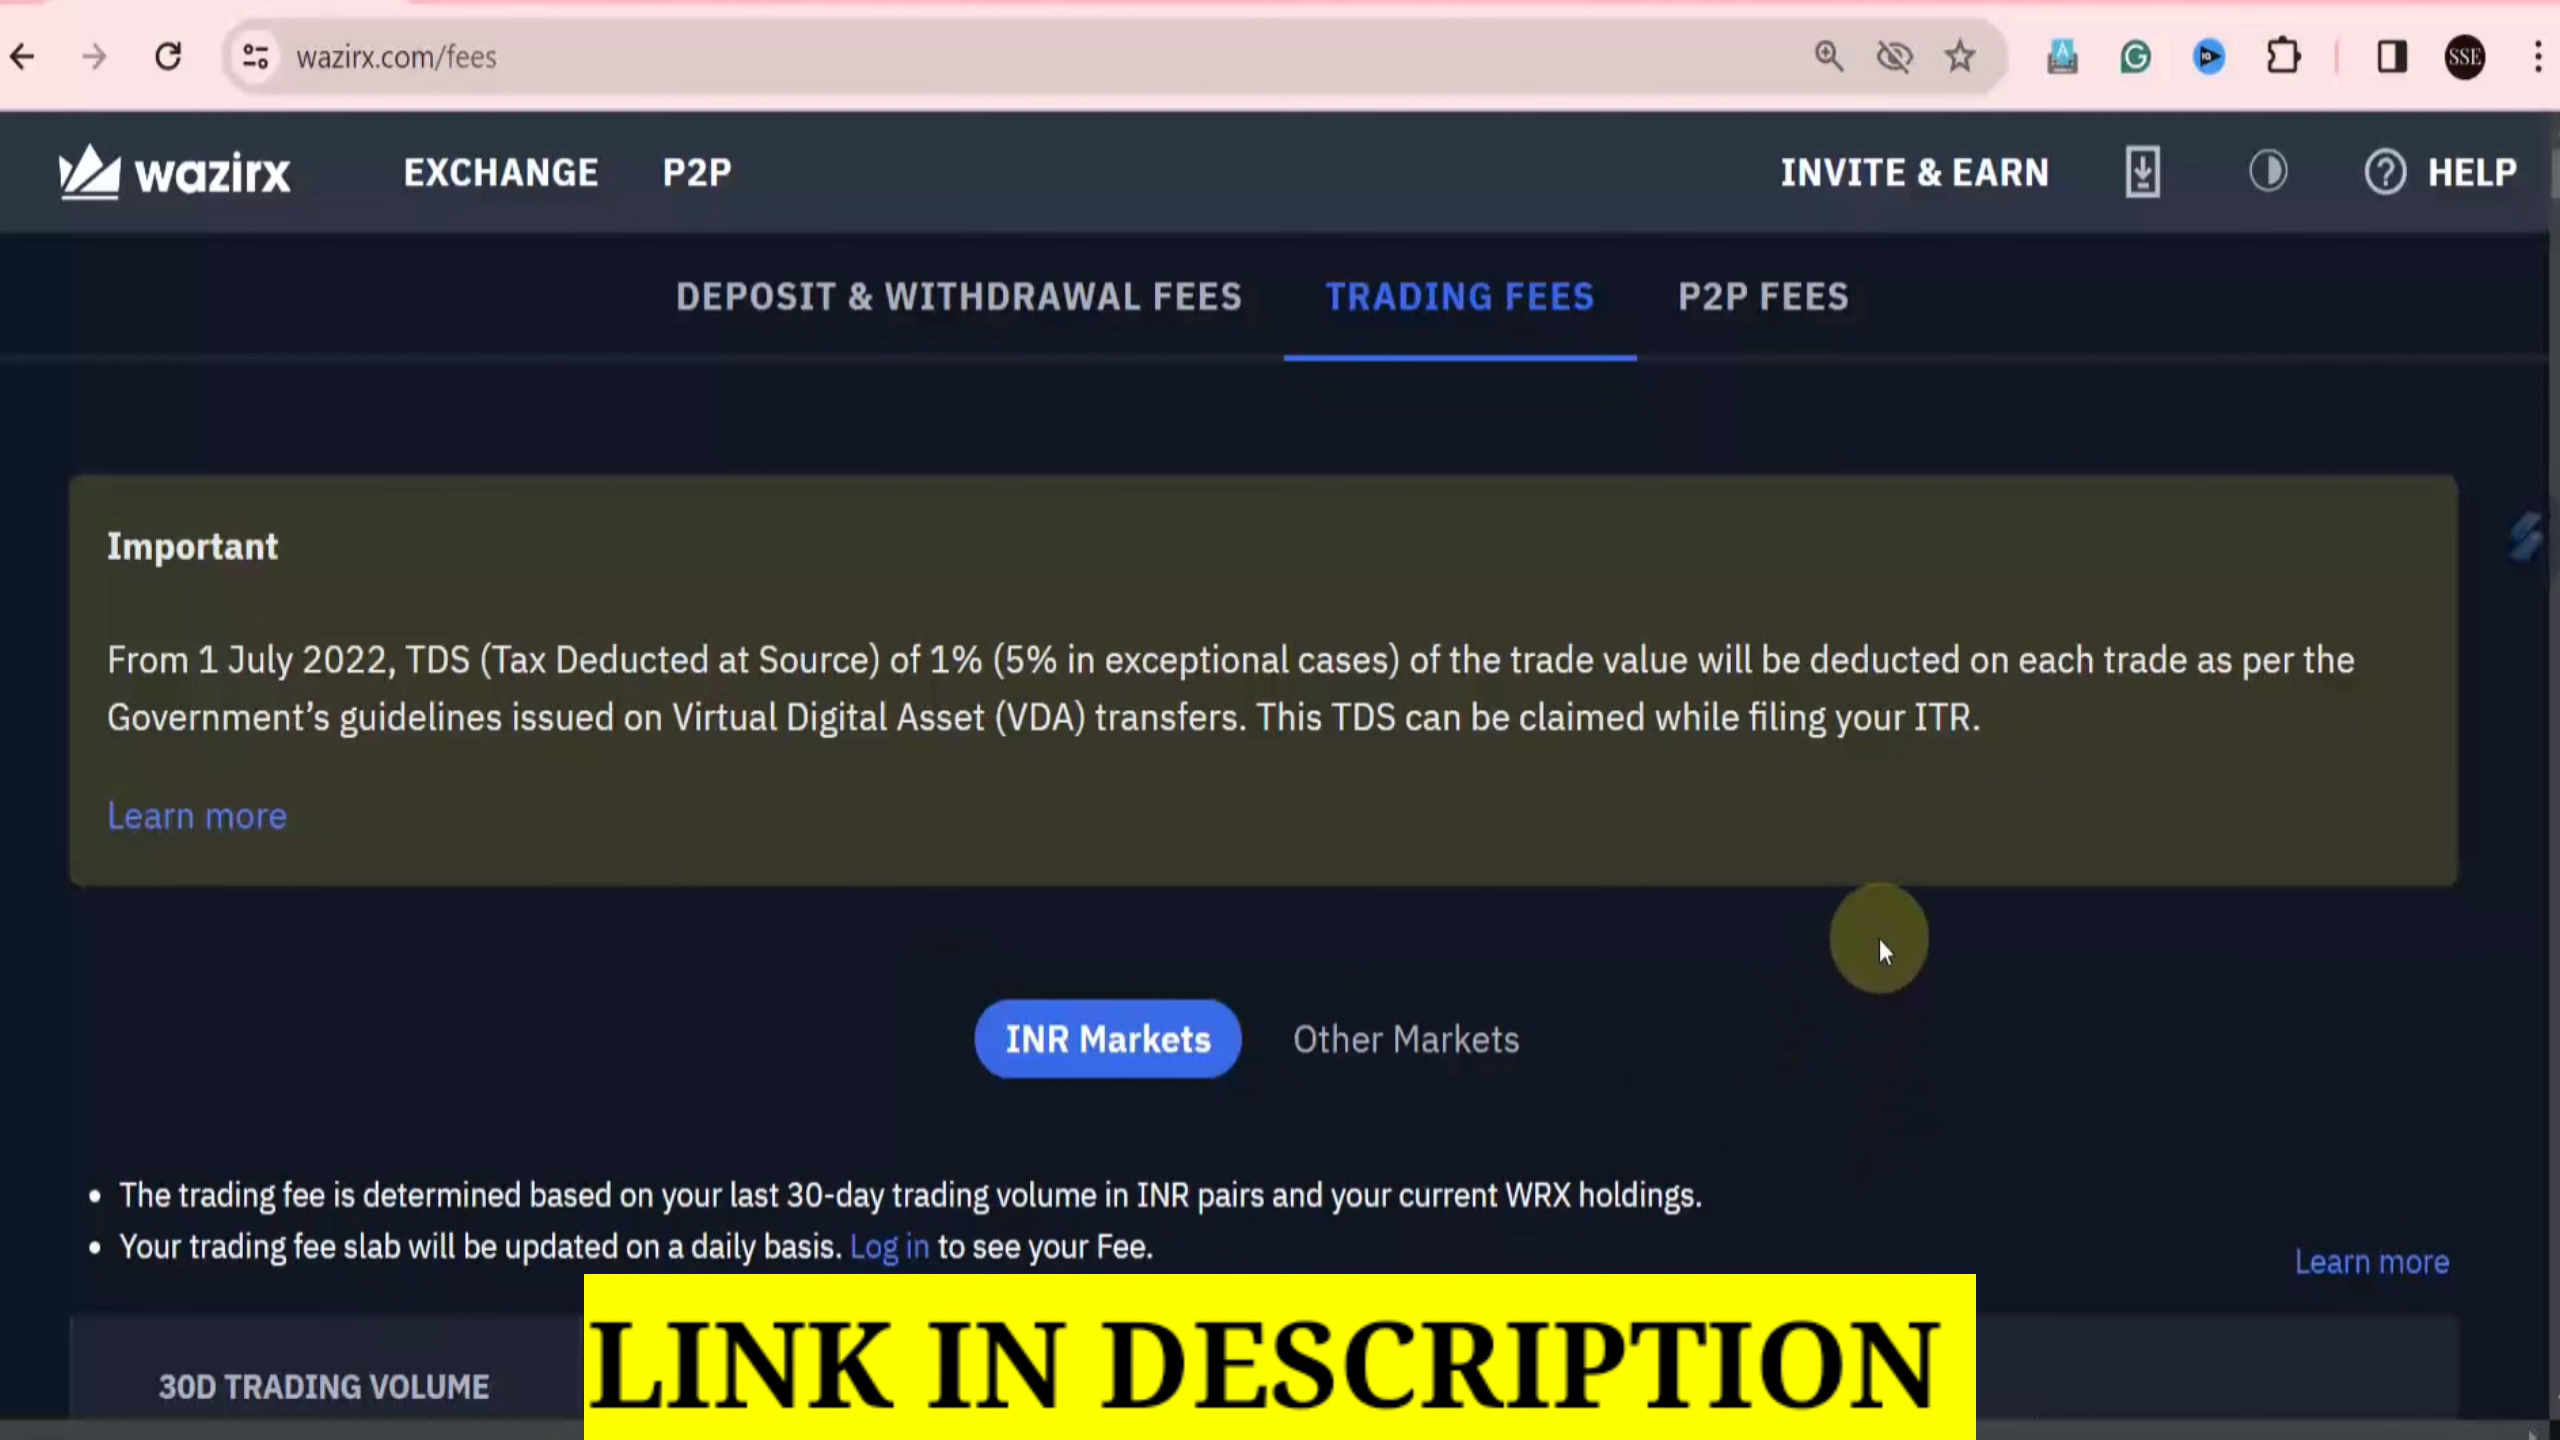 wazirx.com/fees
SSE
wazirx EXCHANGE P2P INVITE & EARN HELP
DEPOSIT & WITHDRAWAL FEES TRADING FEES P2P FEES
Important
From 1 July 2022, TDS (Tax Deducted at Source) of 1% (5% in exceptional cases) of the trade value will be deducted on each trade as per the
Government’s guidelines issued on Virtual Digital Asset (VDA) transfers. This TDS can be claimed while filing your ITR.
Learn more
INR Markets Other Markets
• The trading fee is determined based on your last 30-day trading volume in INR pairs and your current WRX holdings.
• Your trading fee slab will be updated on a daily basis. Log in to see your Fee.
Learn more
30D TRADING VOLUME
LINK IN DESCRIPTION